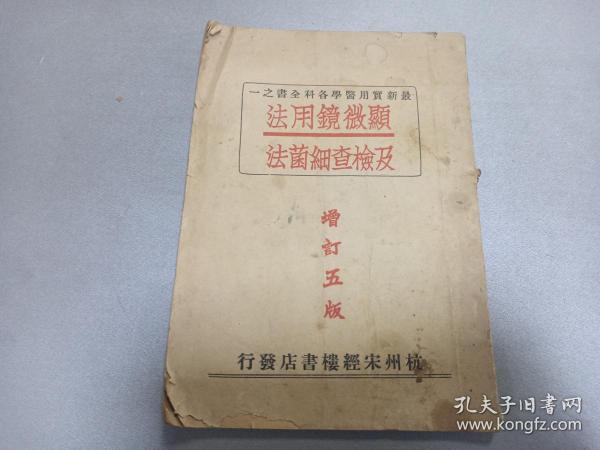 最新實用醫學各科全書之一
顯微鏡用法
及檢查細菌法
增訂五版
杭州宋經樓書店發行
孔夫子旧书网
www.kongfz.com